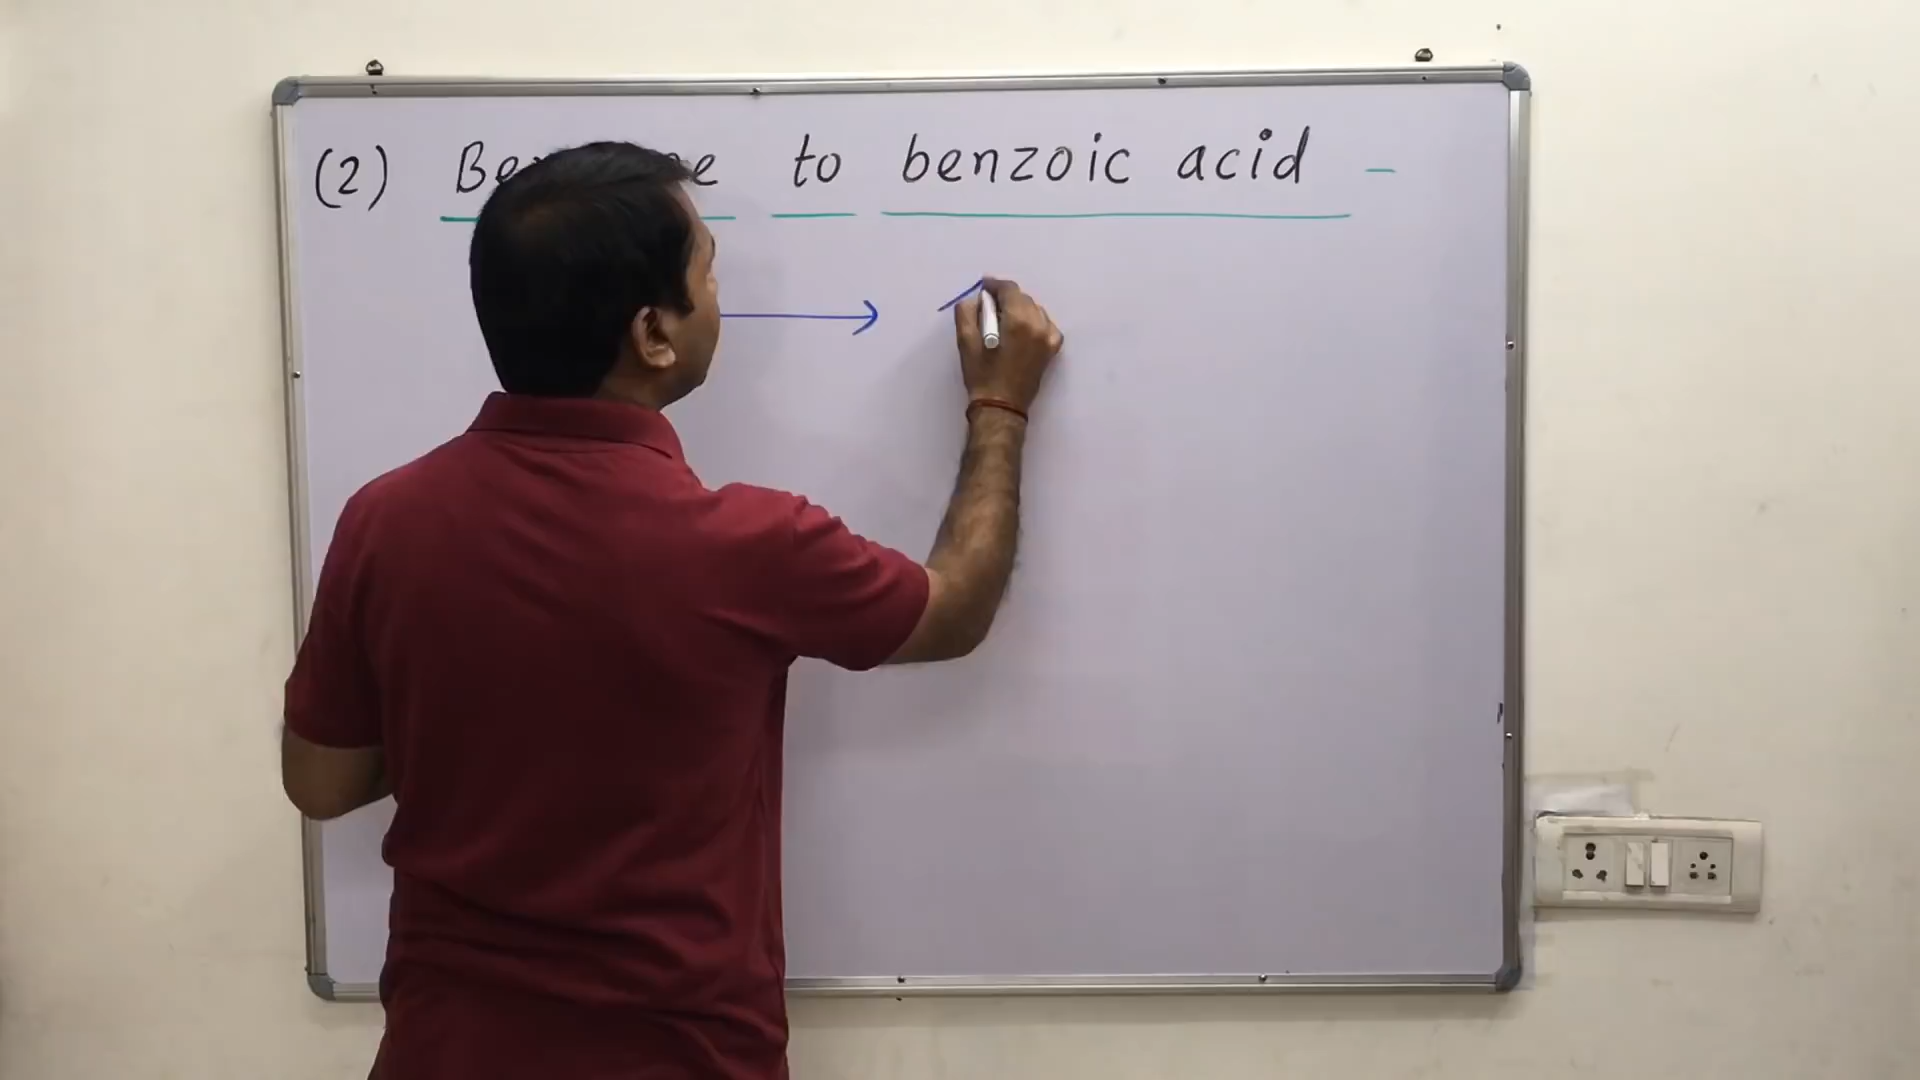 (2) to benzoic acid -